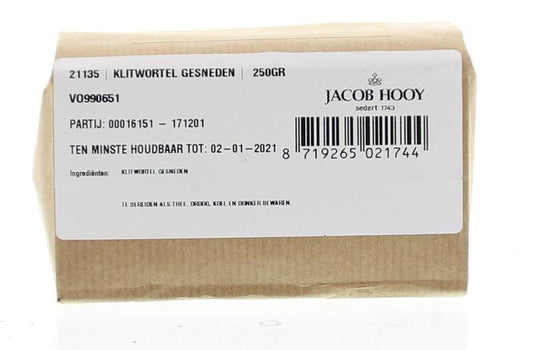 21135 | KLITWORTEL GESNEDEN | 250GR
VO990651
PARTIJ: 00016151 – 171201
TEN MINSTE HOUDBAAR TOT: 02-01-2021
Ingrediënten: KLITWORTEL GESNEDEN
TE BEREIDEN ALS THEE. DROOG, KOEL EN DONKER BEWAREN.
JACOB HOOY
sedert 1743
8 719265 021744